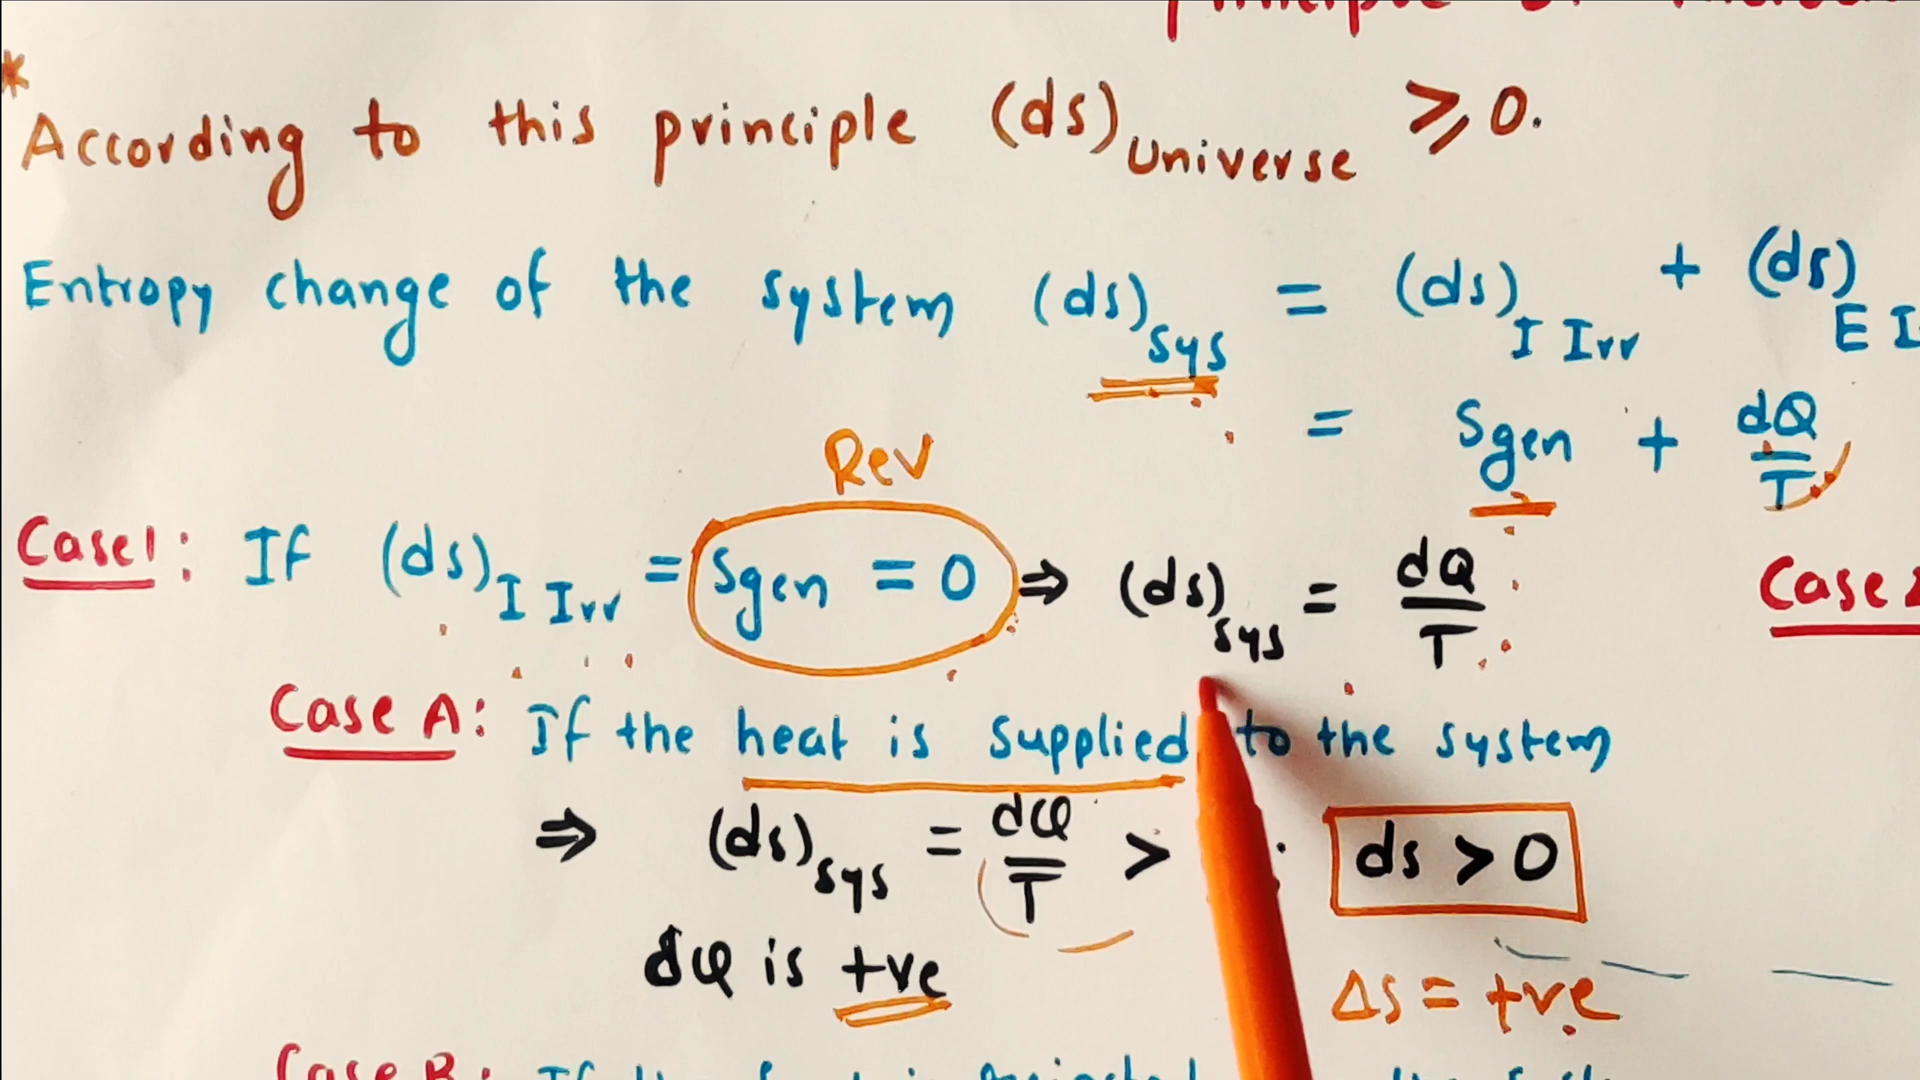 * According to this principle (ds)Universe ⩾ 0.
Entropy change of the system (ds)sys = (ds)I Irr + (ds)E I
= Sgen + dQ/T
Rev
Case1: If (ds)I Irr = Sgen = 0 ⇒ (ds)sys = dQ/T
Case
Case A: If the heat is supplied to the system
⇒ (ds)sys = dQ/T > : ds > 0
dQ is +ve
Δs = +ve